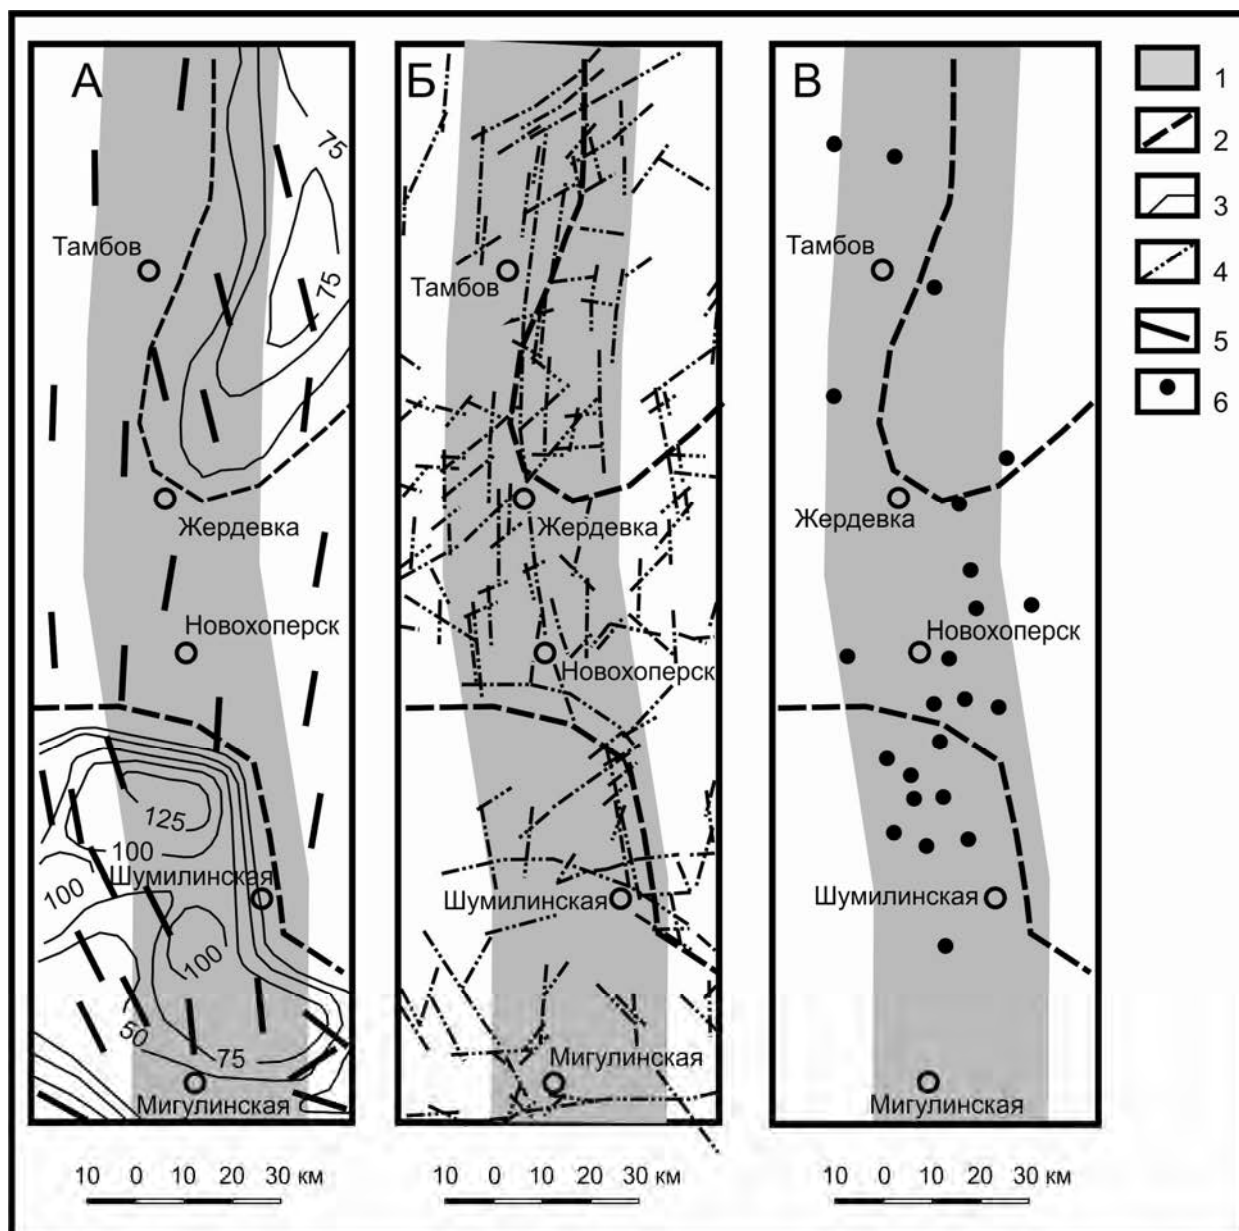 А
75
Тамбов
75
Жердевка
Новохоперск
125
100
Шумилинская
100
100
50
75
Мигулинская
10 0 10 20 30 км
Б
Тамбов
Жердевка
Новохоперск
Шумилинская
Мигулинская
10 0 10 20 30 км
В
Тамбов
Жердевка
Новохоперск
Шумилинская
Мигулинская
10 0 10 20 30 км
1
2
3
4
5
6